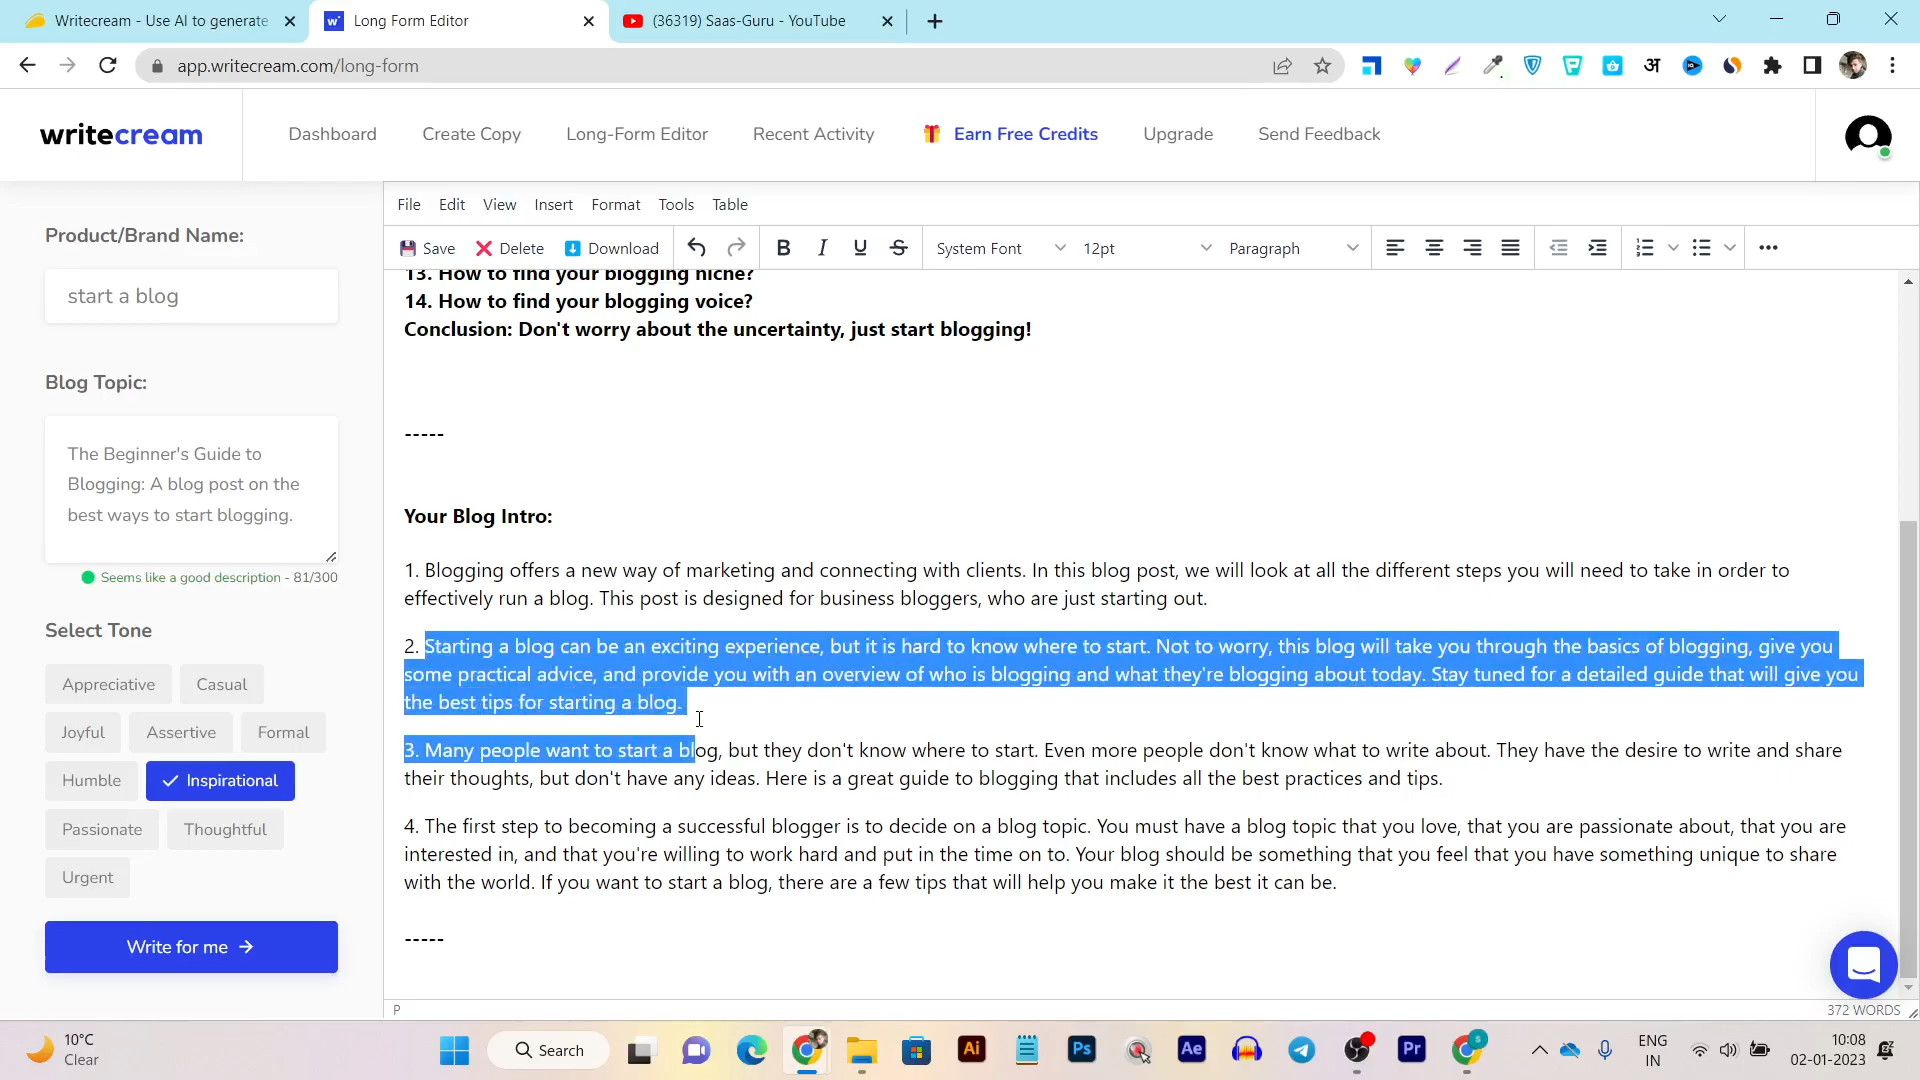 Writecream - Use AI to generate
Long Form Editor
(36319) Saas-Guru - YouTube
app.writecream.com/long-form
writecream
Dashboard
Create Copy
Long-Form Editor
Recent Activity
Earn Free Credits
Upgrade
Send Feedback
Product/Brand Name:
start a blog
Blog Topic:
The Beginner's Guide to
Blogging: A blog post on the
best ways to start blogging.
Seems like a good description - 81/300
Select Tone
Appreciative
Casual
Joyful
Assertive
Formal
Humble
Inspirational
Passionate
Thoughtful
Urgent
Write for me
File Edit View Insert Format Tools Table
Save Delete Download B I U S System Font 12pt Paragraph
13. How to find your blogging niche?
14. How to find your blogging voice?
Conclusion: Don't worry about the uncertainty, just start blogging!
-----
Your Blog Intro:
1. Blogging offers a new way of marketing and connecting with clients. In this blog post, we will look at all the different steps you will need to take in order to
effectively run a blog. This post is designed for business bloggers, who are just starting out.
2. Starting a blog can be an exciting experience, but it is hard to know where to start. Not to worry, this blog will take you through the basics of blogging, give you
some practical advice, and provide you with an overview of who is blogging and what they're blogging about today. Stay tuned for a detailed guide that will give you
the best tips for starting a blog.
3. Many people want to start a blog, but they don't know where to start. Even more people don't know what to write about. They have the desire to write and share
their thoughts, but don't have any ideas. Here is a great guide to blogging that includes all the best practices and tips.
4. The first step to becoming a successful blogger is to decide on a blog topic. You must have a blog topic that you love, that you are passionate about, that you are
interested in, and that you're willing to work hard and put in the time on to. Your blog should be something that you feel that you have something unique to share
with the world. If you want to start a blog, there are a few tips that will help you make it the best it can be.
-----
P
372 WORDS
10°C
Clear
Search
Ai
Ps
Ae
Pr
ENG
IN
10:08
02-01-2023